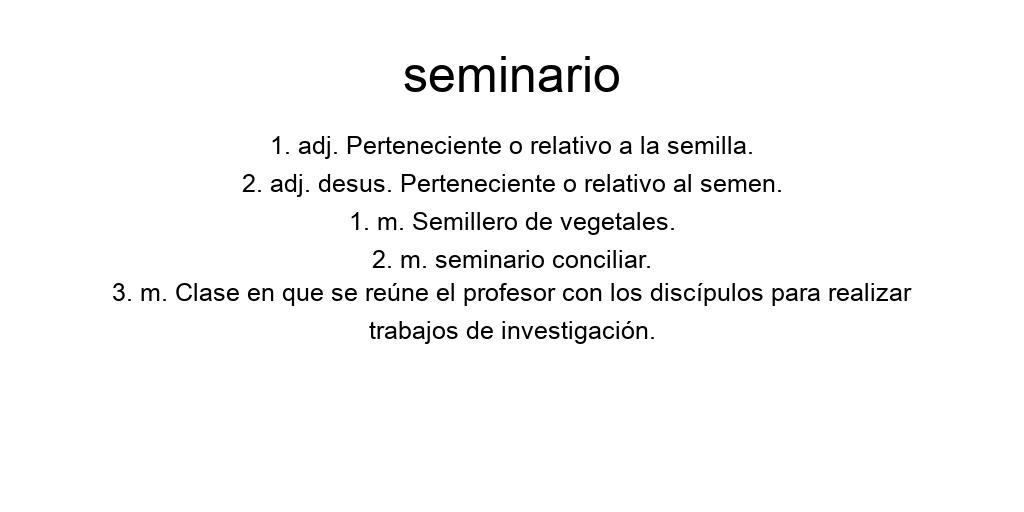 seminario
1. adj. Perteneciente o relativo a la semilla.
2. adj. desus. Perteneciente o relativo al semen.
1. m. Semillero de vegetales.
2. m. seminario conciliar.
3. m. Clase en que se reúne el profesor con los discípulos para realizar
trabajos de investigación.